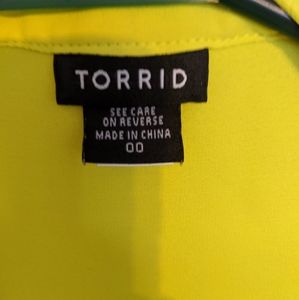 TORRID
SEE CARE
ON REVERSE
MADE IN CHINA
00